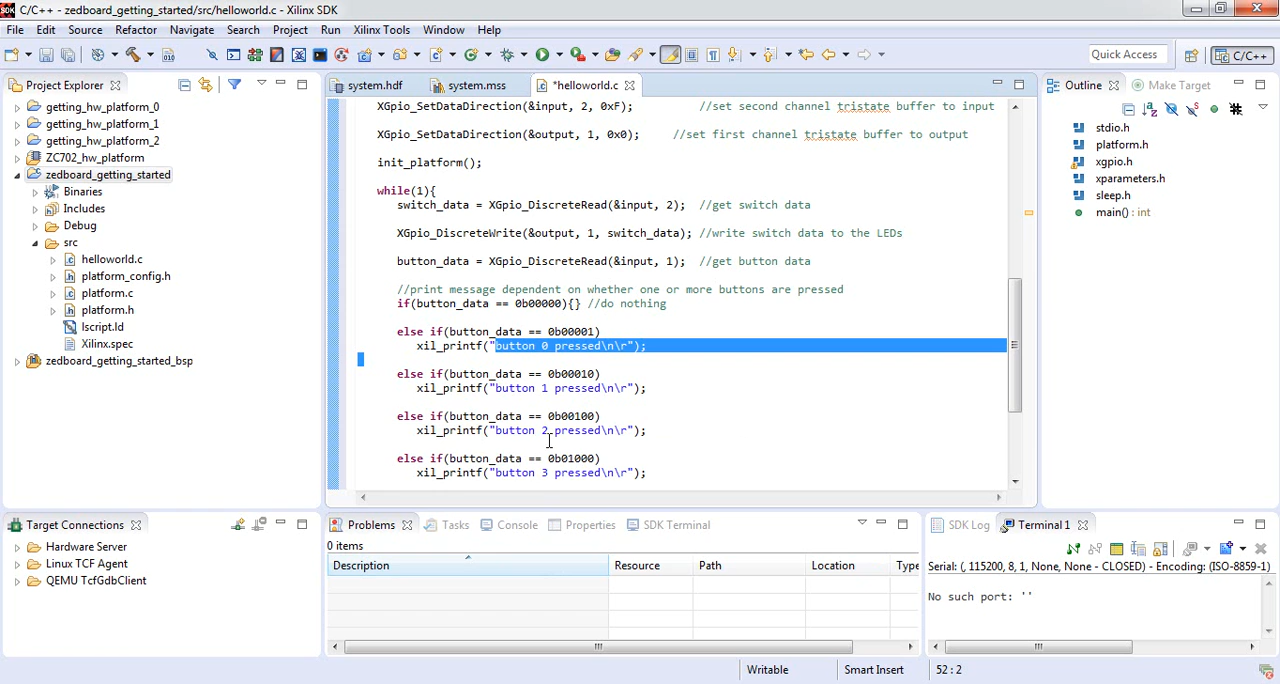 C/C++ - zedboard_getting_started/src/helloworld.c - Xilinx SDK
File Edit Source Refactor Navigate Search Project Run Xilinx Tools Window Help
Quick Access
C/C++
Project Explorer
getting_hw_platform_0
getting_hw_platform_1
getting_hw_platform_2
ZC702_hw_platform
zedboard_getting_started
Binaries
Includes
Debug
src
helloworld.c
platform_config.h
platform.c
platform.h
lscript.ld
Xilinx.spec
zedboard_getting_started_bsp
system.hdf system.mss *helloworld.c
XGpio_SetDataDirection(&input, 2, 0xF); //set second channel tristate buffer to input
XGpio_SetDataDirection(&output, 1, 0x0); //set first channel tristate buffer to output
init_platform();
while(1){
switch_data = XGpio_DiscreteRead(&input, 2); //get switch data
XGpio_DiscreteWrite(&output, 1, switch_data); //write switch data to the LEDs
button_data = XGpio_DiscreteRead(&input, 1); //get button data
//print message dependent on whether one or more buttons are pressed
if(button_data == 0b00000){} //do nothing
else if(button_data == 0b00001)
xil_printf("button 0 pressed\n\r");
else if(button_data == 0b00010)
xil_printf("button 1 pressed\n\r");
else if(button_data == 0b00100)
xil_printf("button 2 pressed\n\r");
else if(button_data == 0b01000)
xil_printf("button 3 pressed\n\r");
Outline Make Target
stdio.h
platform.h
xgpio.h
xparameters.h
sleep.h
main() : int
Target Connections
Hardware Server
Linux TCF Agent
QEMU TcfGdbClient
Problems Tasks Console Properties SDK Terminal
0 items
Description Resource Path Location Type
SDK Log Terminal 1
Serial: (, 115200, 8, 1, None, None - CLOSED) - Encoding: (ISO-8859-1)
No such port: ''
Writable Smart Insert 52 : 2